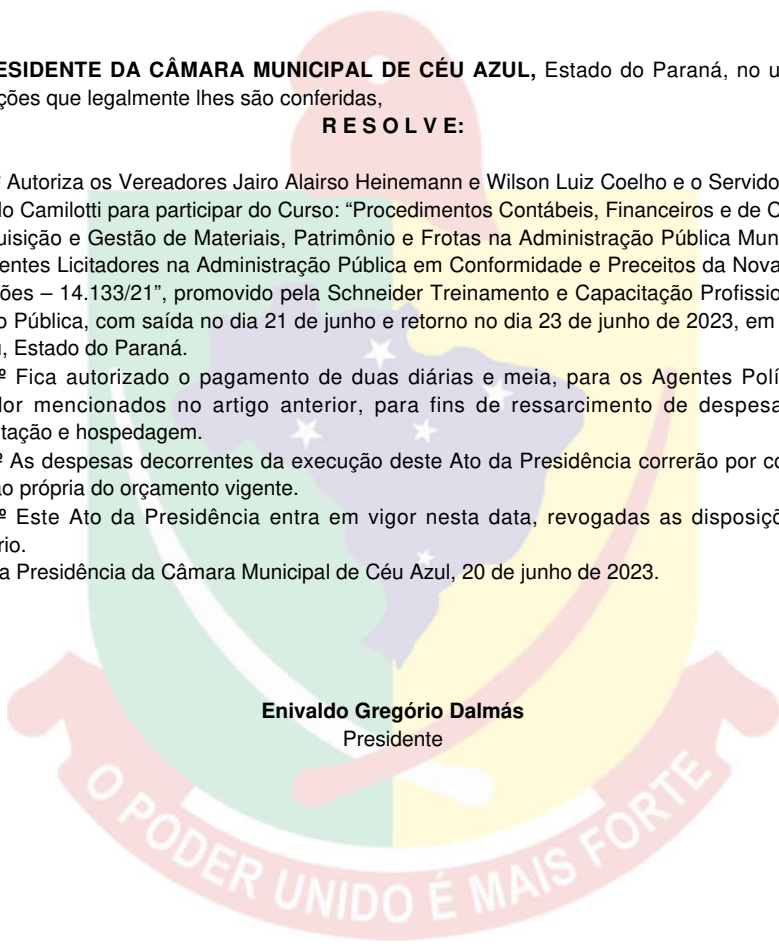 ESIDENTE DA CÂMARA MUNICIPAL DE CÉU AZUL, Estado do Paraná, no u
ções que legalmente lhes são conferidas,
R E S O L V E:
Autoriza os Vereadores Jairo Alairso Heinemann e Wilson Luiz Coelho e o Servido
do Camilotti para participar do Curso: “Procedimentos Contábeis, Financeiros e de C
uisição e Gestão de Materiais, Patrimônio e Frotas na Administração Pública Mun
entes Licitadores na Administração Pública em Conformidade e Preceitos da Nova
ões – 14.133/21”, promovido pela Schneider Treinamento e Capacitação Profissio
o Pública, com saída no dia 21 de junho e retorno no dia 23 de junho de 2023, em
u, Estado do Paraná.
º Fica autorizado o pagamento de duas diárias e meia, para os Agentes Polí
dor mencionados no artigo anterior, para fins de ressarcimento de despesa
tação e hospedagem.
º As despesas decorrentes da execução deste Ato da Presidência correrão por co
ão própria do orçamento vigente.
º Este Ato da Presidência entra em vigor nesta data, revogadas as disposiçõ
rio.
a Presidência da Câmara Municipal de Céu Azul, 20 de junho de 2023.
Enivaldo Gregório Dalmás
Presidente
O PODER UNIDO É MAIS FORTE